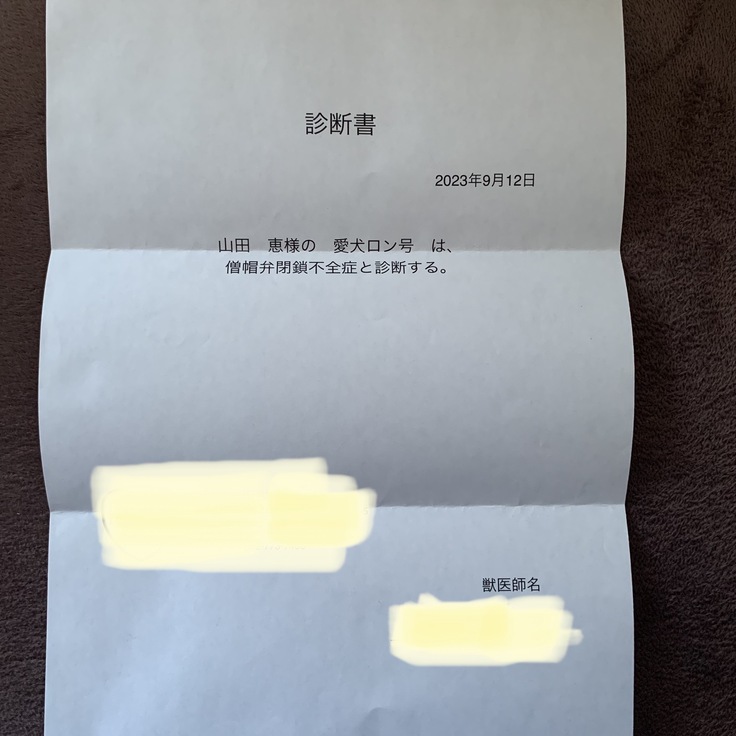 診断書
2023年9月12日
山田　恵様の　愛犬ロン号　は、
僧帽弁閉鎖不全症と診断する。
獣医師名